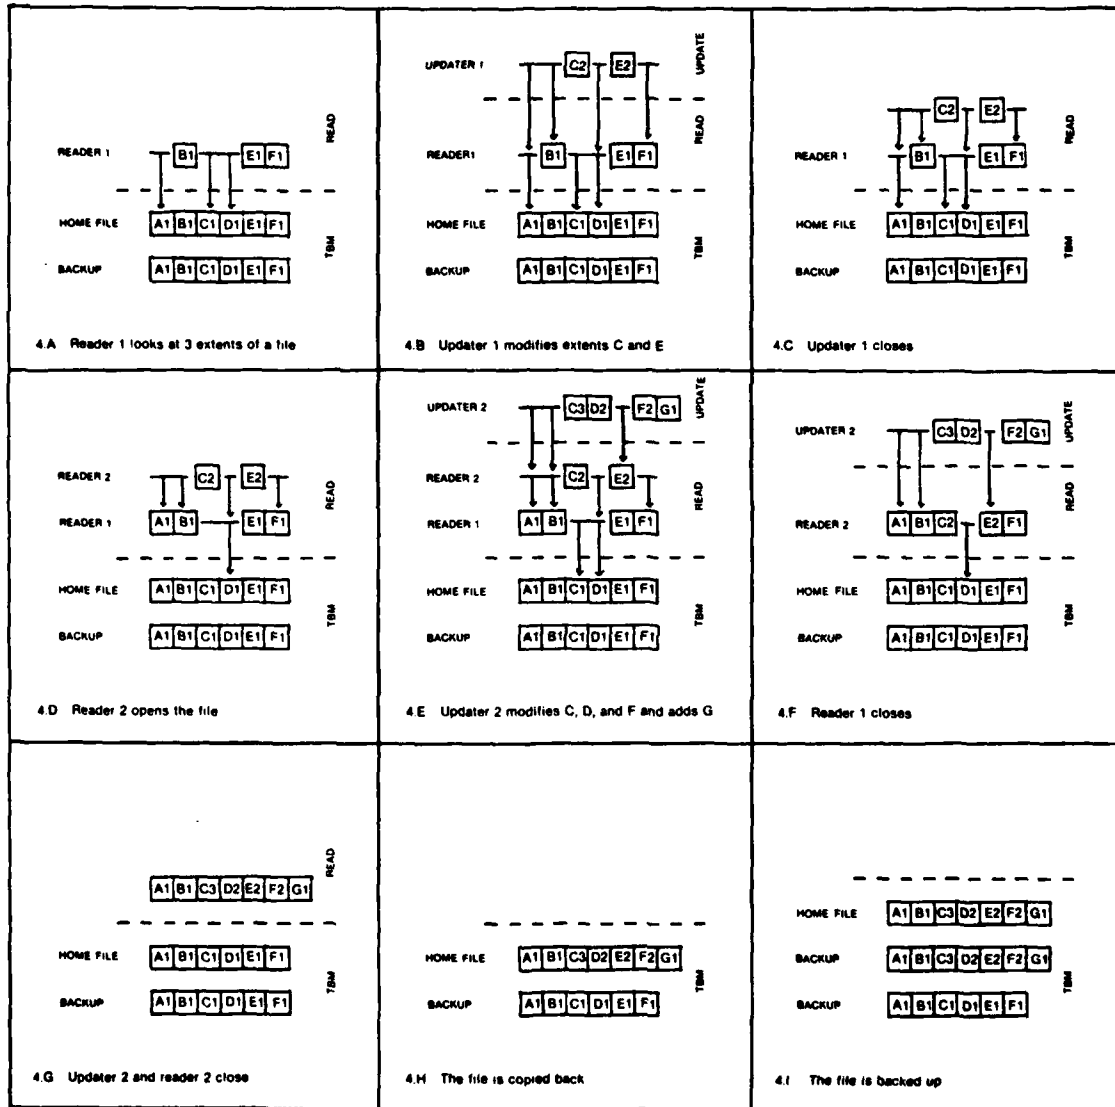 READER 1 B1 E1 F1 READ
HOME FILE A1 B1 C1 D1 E1 F1
BACKUP A1 B1 C1 D1 E1 F1 TBM
4.A Reader 1 looks at 3 extents of a file
UPDATER 1 C2 E2 UPDATE
READER1 B1 E1 F1 READ
HOME FILE A1 B1 C1 D1 E1 F1
BACKUP A1 B1 C1 D1 E1 F1 TBM
4.B Updater 1 modifies extents C and E
C2 E2
READER 1 B1 E1 F1 READ
HOME FILE A1 B1 C1 D1 E1 F1
BACKUP A1 B1 C1 D1 E1 F1 TBM
4.C Updater 1 closes
READER 2 C2 E2
READER 1 A1 B1 E1 F1 READ
HOME FILE A1 B1 C1 D1 E1 F1
BACKUP A1 B1 C1 D1 E1 F1 TBM
4.D Reader 2 opens the file
UPDATER 2 C3 D2 F2 G1 UPDATE
READER 2 C2 E2
READER 1 A1 B1 E1 F1 READ
HOME FILE A1 B1 C1 D1 E1 F1
BACKUP A1 B1 C1 D1 E1 F1 TBM
4.E Updater 2 modifies C, D, and F and adds G
UPDATER 2 C3 D2 F2 G1 UPDATE
READER 2 A1 B1 C2 E2 F1 READ
HOME FILE A1 B1 C1 D1 E1 F1
BACKUP A1 B1 C1 D1 E1 F1 TBM
4.F Reader 1 closes
A1 B1 C3 D2 E2 F2 G1 READ
HOME FILE A1 B1 C1 D1 E1 F1
BACKUP A1 B1 C1 D1 E1 F1 TBM
4.G Updater 2 and reader 2 close
HOME FILE A1 B1 C3 D2 E2 F2 G1
BACKUP A1 B1 C1 D1 E1 F1 TBM
4.H The file is copied back
HOME FILE A1 B1 C3 D2 E2 F2 G1
BACKUP A1 B1 C3 D2 E2 F2 G1
BACKUP A1 B1 C1 D1 E1 F1 TBM
4.I The file is backed up